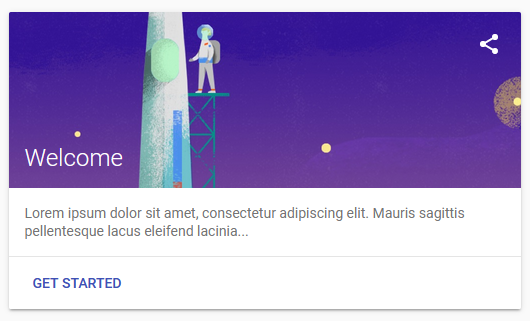 Welcome
Lorem ipsum dolor sit amet, consectetur adipiscing elit. Mauris sagittis
pellentesque lacus eleifend lacinia...
GET STARTED